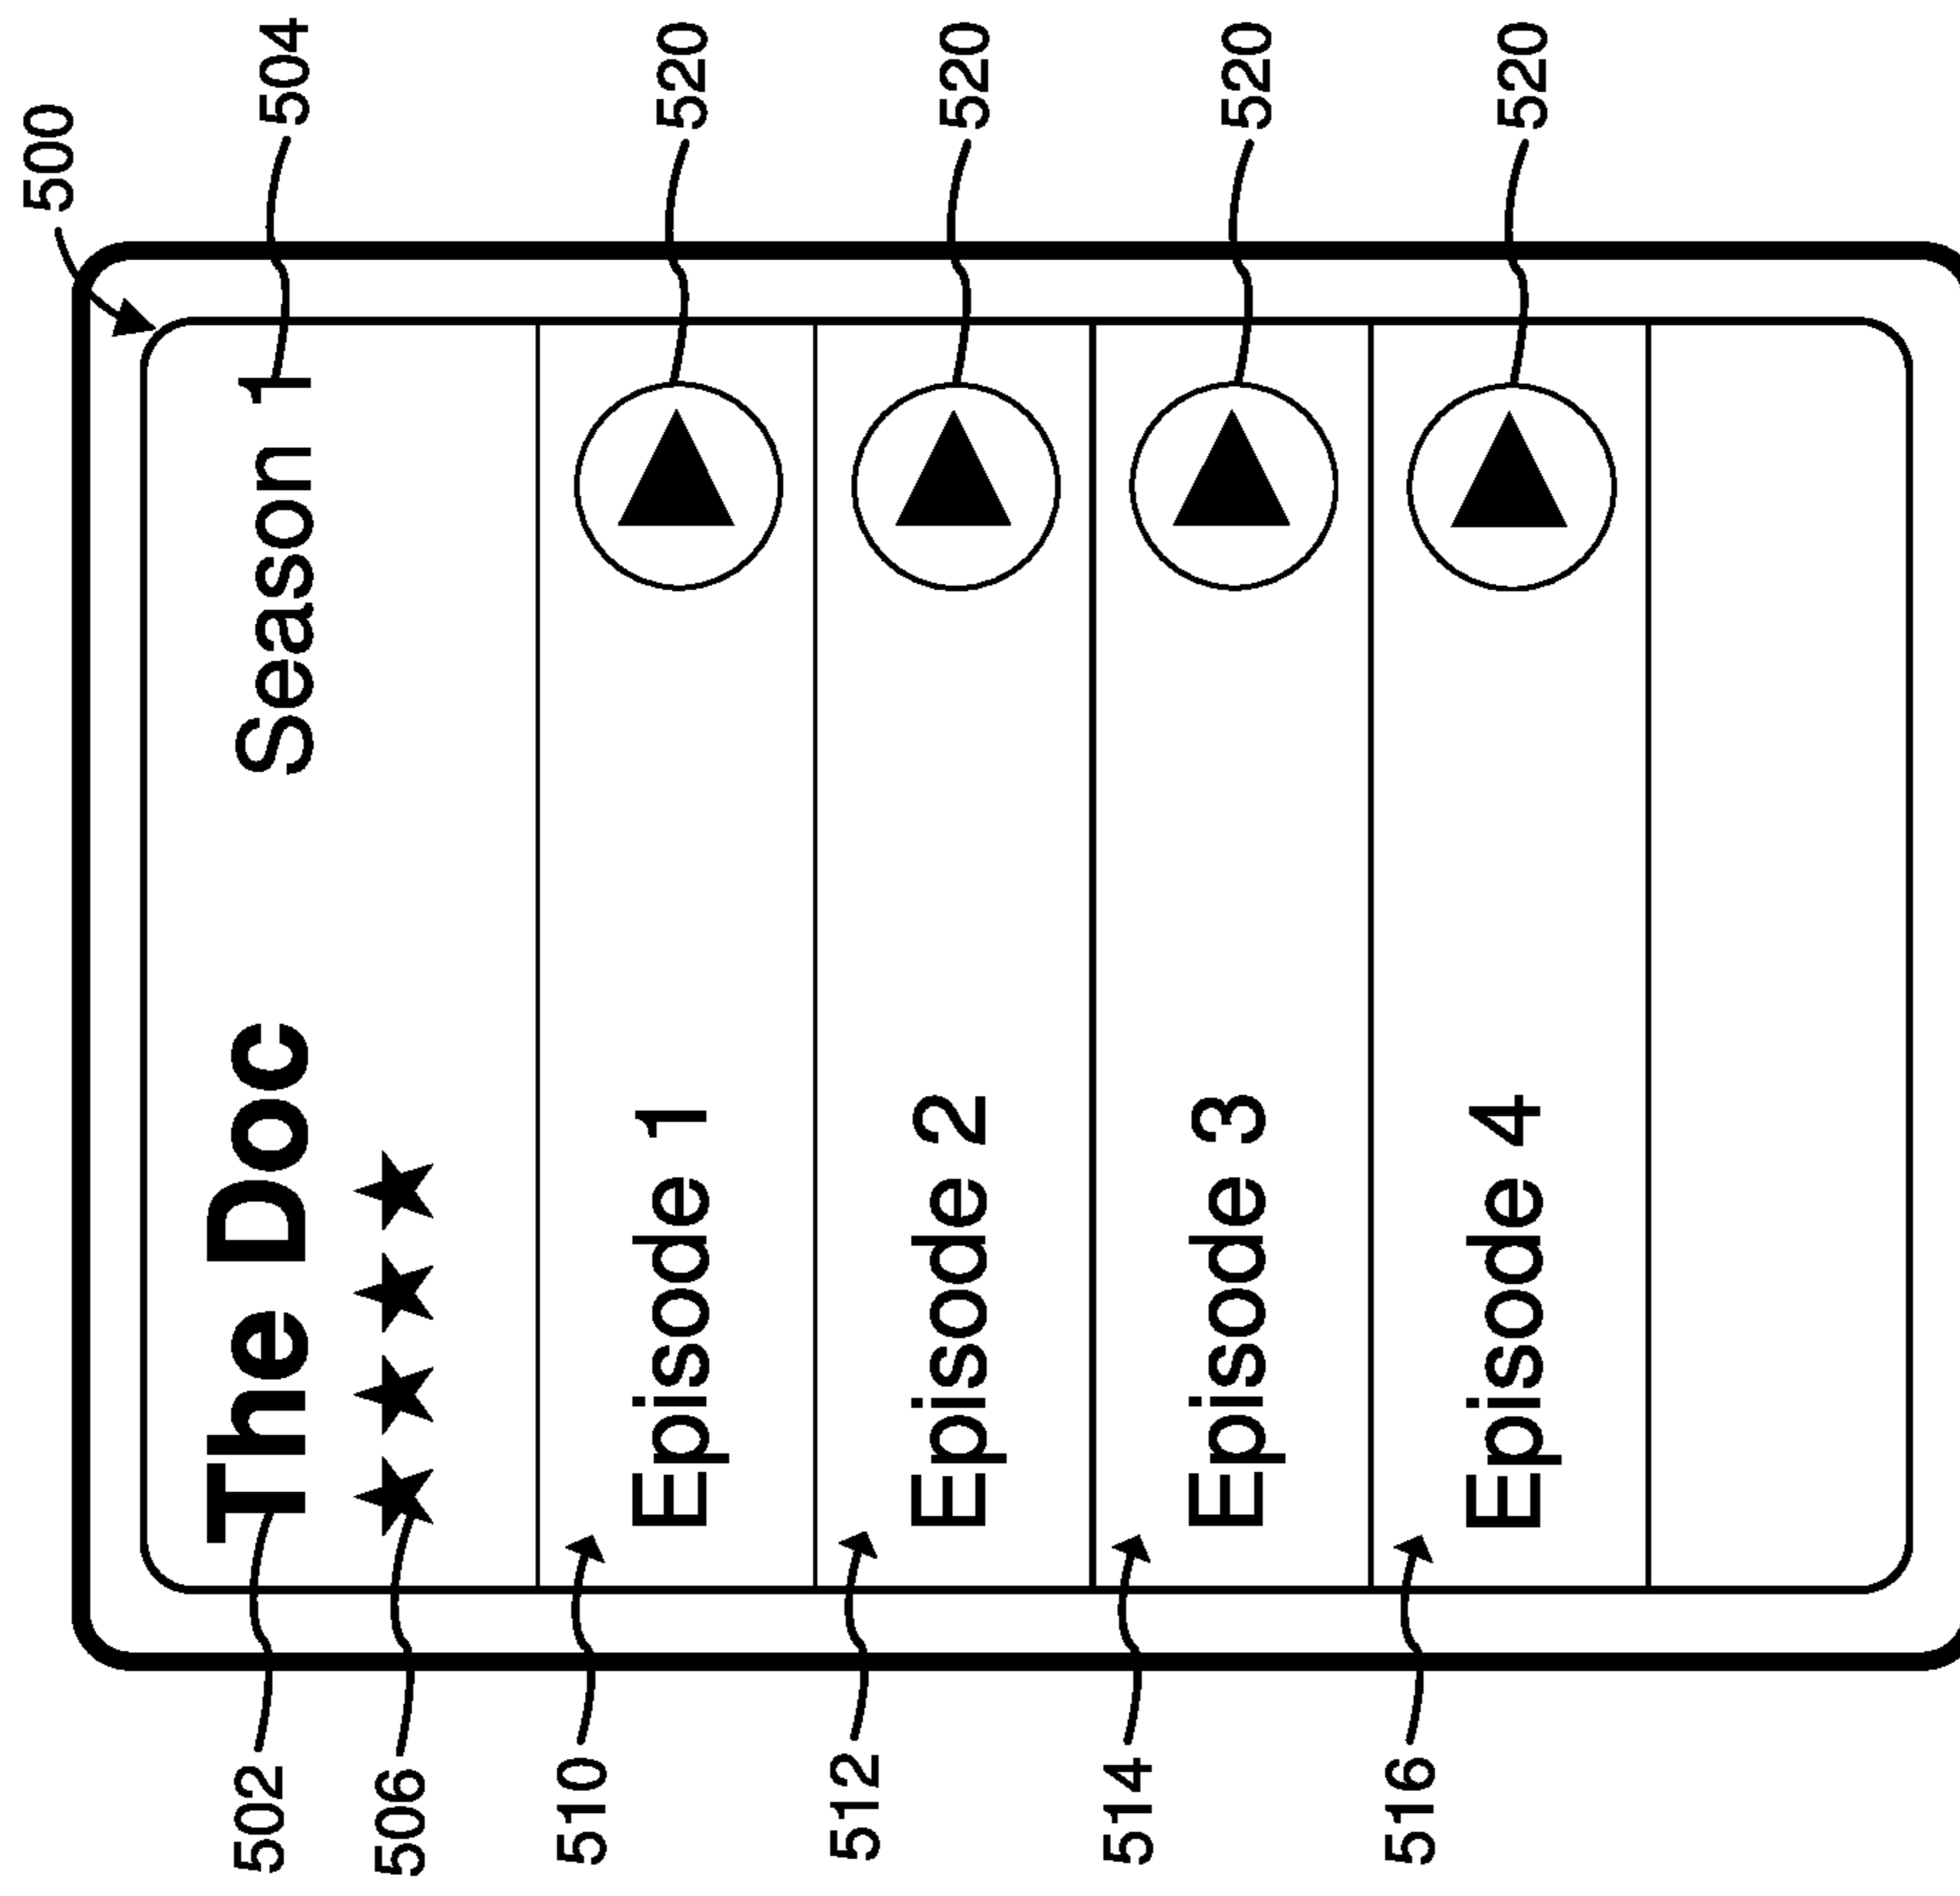 500
502 The Doc Season 1 504
506 ★★★★
510 Episode 1 520
512 Episode 2 520
514 Episode 3 520
516 Episode 4 520